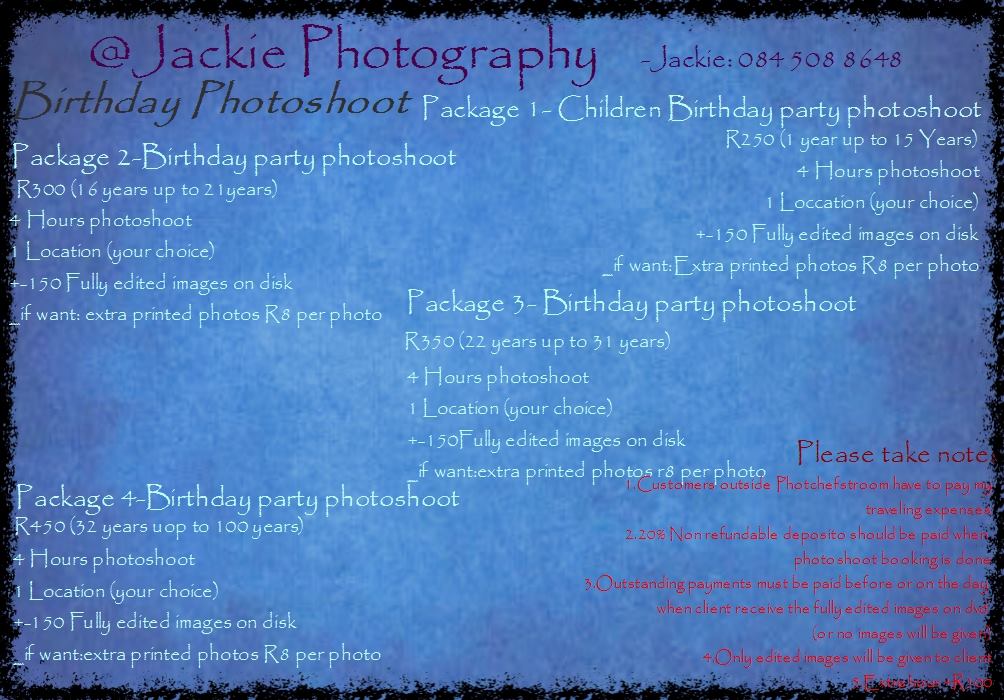 @ Jackie Photography
-Jackie: 084 508 8648
Birthday Photoshoot
Package 1- Children Birthday party photoshoot
R250 (1 year up to 15 Years)
4 Hours photoshoot
1 Loccation (your choice)
+-150 Fully edited images on disk
_if want:Extra printed photos R8 per photo
Package 2-Birthday party photoshoot
R300 (16 years up to 21years)
4 Hours photoshoot
1 Location (your choice)
+-150 Fully edited images on disk
_if want: extra printed photos R8 per photo
Package 3- Birthday party photoshoot
R350 (22 years up to 31 years)
4 Hours photoshoot
1 Location (your choice)
+-150Fully edited images on disk
_if want:extra printed photos r8 per photo
Package 4-Birthday party photoshoot
R450 (32 years uop to 100 years)
4 Hours photoshoot
1 Location (your choice)
+-150 Fully edited images on disk
_if want:extra printed photos R8 per photo
Please take note:
1.Customers outside Photchefstroom have to pay my
traveling expenses
2.20% Non refundable deposito should be paid when
photoshoot booking is done
3.Outstanding payments must be paid before or on the day
when client receive the fully edited images on dvd
(or no images will be given)
4.Only edited images will be given to client